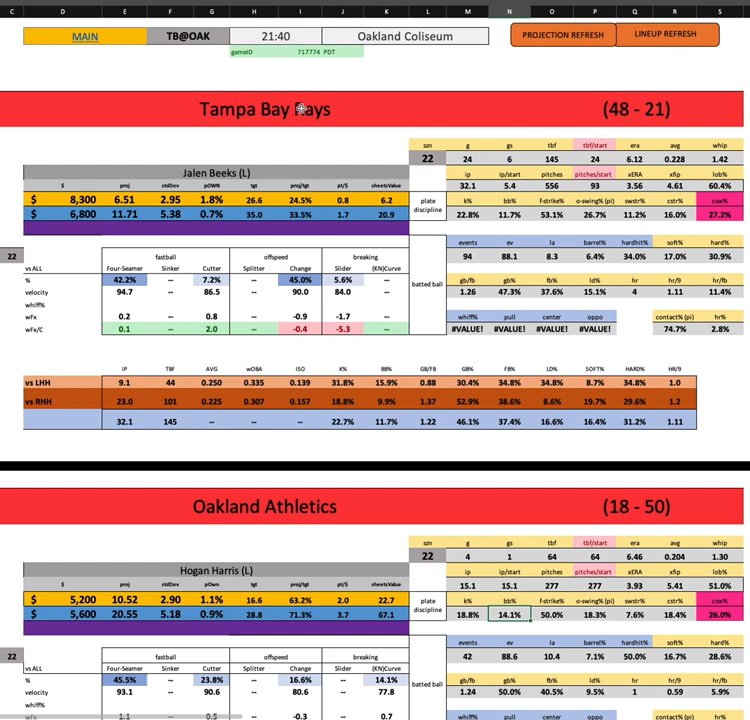 C D E F G H I J K L M N O P Q R S
MAIN TB@OAK 21:40 Oakland Coliseum PROJECTION REFRESH LINEUP REFRESH
gameID 717774 PDT
Tampa Bay Rays (48 - 21)
szn g gs tbf tbf/start era avg whip
22 24 6 145 24 6.12 0.228 1.42
Jalen Beeks (L) ip ip/start pitches pitches/start xERA xfip lob%
$ proj stdDev pOWN tgt proj/tgt pt/$ sheetsValue 32.1 5.4 556 93 3.56 4.61 60.4%
$ 8,300 6.51 2.95 1.8% 26.6 24.5% 0.8 6.2 plate discipline k% bb% f-strike% o-swing% (pi) swstr% cstr% csw%
$ 6,800 11.71 5.38 0.7% 35.0 33.5% 1.7 20.9 22.8% 11.7% 53.1% 26.7% 11.2% 16.0% 27.2%
events ev la barrel% hardhit% soft% hard%
22 fastball offspeed breaking 94 88.1 8.3 6.4% 34.0% 17.0% 30.9%
vs ALL Four-Seamer Sinker Cutter Splitter Change Slider (KN)Curve
% 42.2% 7.2% 45.0% 5.6% batted ball gb/fb gb% fb% ld% hr hr/9 hr/fb
velocity 94.7 86.5 90.0 84.0 1.26 47.3% 37.6% 15.1% 4 1.11 11.4%
whiff%
wFx 0.2 0.8 -0.9 -1.7 whiff% pull center oppo contact% (pi) hr%
wFx/C 0.1 2.0 -0.4 -5.3 #VALUE! #VALUE! #VALUE! #VALUE! 74.7% 2.8%
IP TBF AVG wOBA ISO K% BB% GB/FB GB% FB% LD% SOFT% HARD% HR/9
vs LHH 9.1 44 0.250 0.335 0.139 31.8% 15.9% 0.88 30.4% 34.8% 34.8% 8.7% 34.8% 1.0
vs RHH 23.0 101 0.225 0.307 0.157 18.8% 9.9% 1.37 52.9% 38.6% 8.6% 19.7% 29.6% 1.2
32.1 145 -- -- -- 22.7% 11.7% 1.22 46.1% 37.4% 16.6% 16.4% 31.2% 1.11
Oakland Athletics (18 - 50)
szn g gs tbf tbf/start era avg whip
22 4 1 64 64 6.46 0.204 1.30
Hogan Harris (L) ip ip/start pitches pitches/start xERA xfip lob%
$ proj stdDev pOwn tgt proj/tgt pt/$ sheetsValue 15.1 15.1 277 277 3.93 5.41 51.0%
$ 5,200 10.52 2.90 1.1% 16.6 63.2% 2.0 22.7 plate discipline k% bb% f-strike% o-swing% (pi) swstr% cstr% csw%
$ 5,600 20.55 5.18 0.9% 28.8 71.3% 3.7 67.1 18.8% 14.1% 50.0% 18.3% 7.6% 18.4% 26.0%
events ev la barrel% hardhit% soft% hard%
22 fastball offspeed breaking 42 88.6 10.4 7.1% 50.0% 16.7% 28.6%
vs ALL Four-Seamer Sinker Cutter Splitter Change Slider (KN)Curve
% 45.5% 23.8% 16.6% 14.1% batted ball gb/fb gb% fb% ld% hr hr/9 hr/fb
velocity 93.1 90.6 80.6 77.8 1.24 50.0% 40.5% 9.5% 1 0.59 5.9%
whiff%
wFx 1.1 0.5 -0.3 0.7 whiff% pull center oppo contact% (pi) hr%